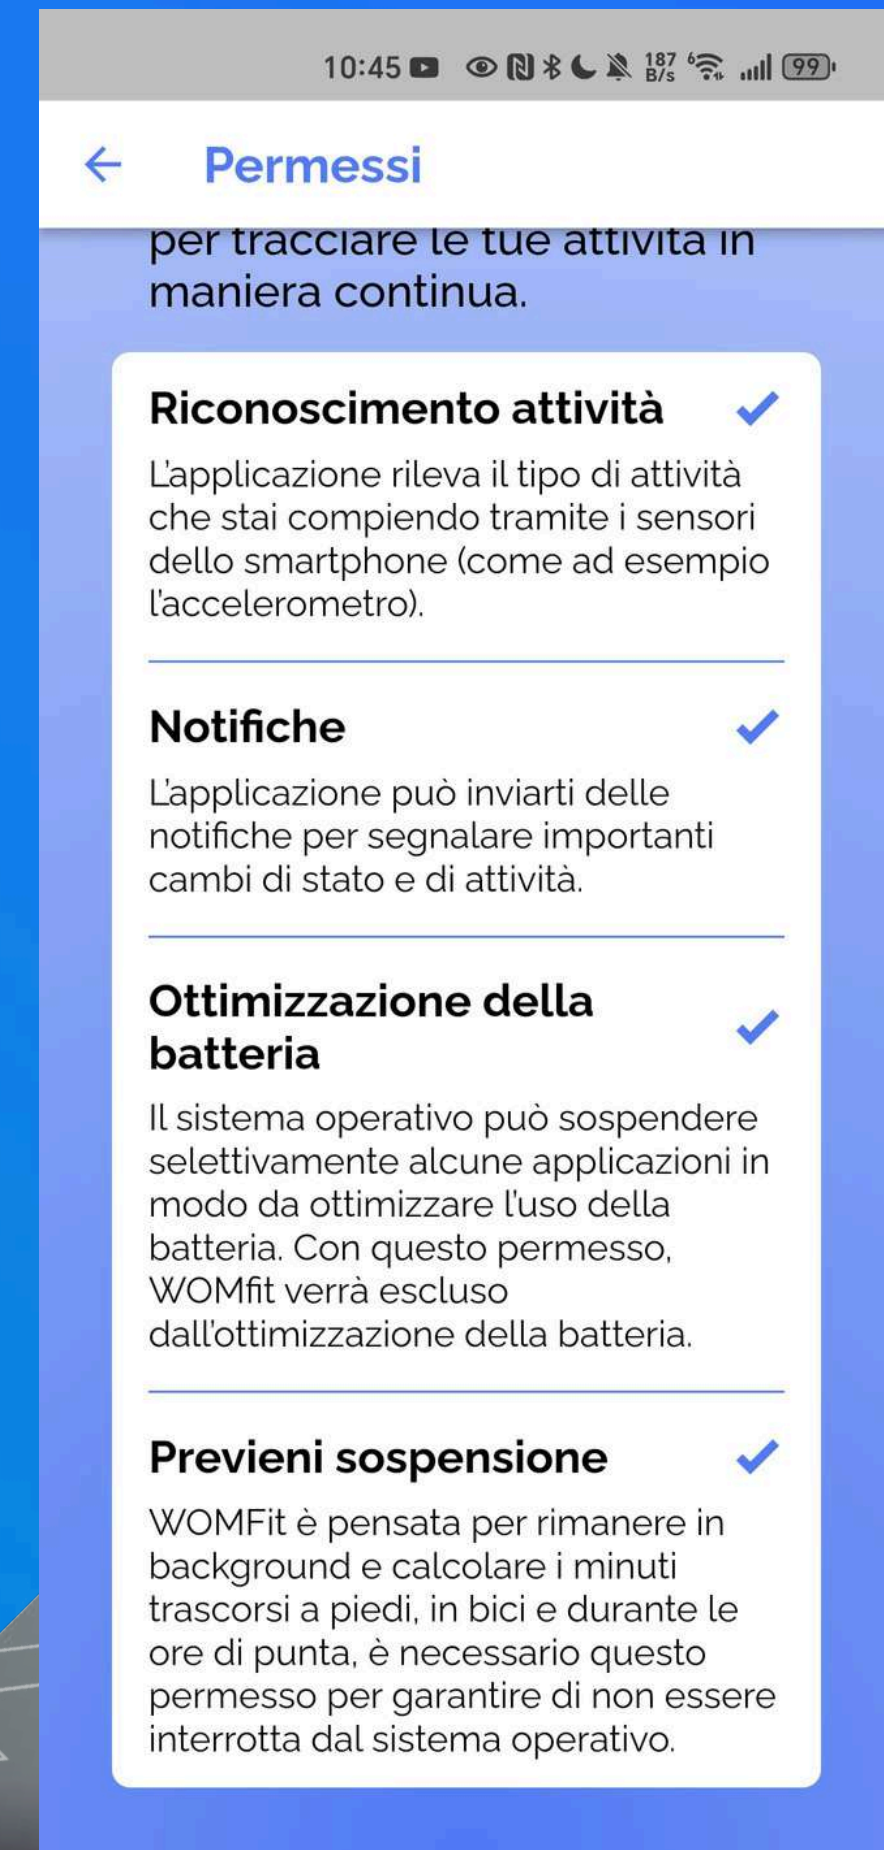 10:45 187 B/s 6 99
Permessi
per tracciare le tue attività in
maniera continua.
Riconoscimento attività
L'applicazione rileva il tipo di attività
che stai compiendo tramite i sensori
dello smartphone (come ad esempio
l'accelerometro).
Notifiche
L'applicazione può inviarti delle
notifiche per segnalare importanti
cambi di stato e di attività.
Ottimizzazione della
batteria
Il sistema operativo può sospendere
selettivamente alcune applicazioni in
modo da ottimizzare l'uso della
batteria. Con questo permesso,
WOMfit verrà escluso
dall'ottimizzazione della batteria.
Previeni sospensione
WOMFit è pensata per rimanere in
background e calcolare i minuti
trascorsi a piedi, in bici e durante le
ore di punta, è necessario questo
permesso per garantire di non essere
interrotta dal sistema operativo.